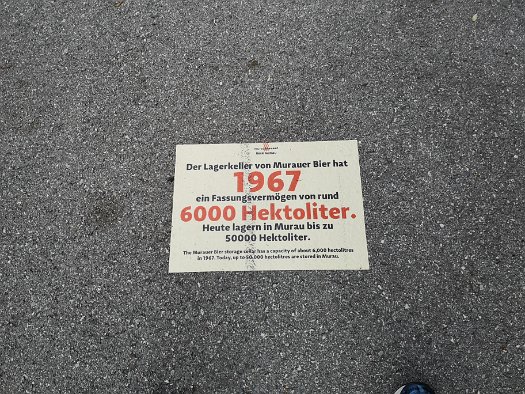 Der Lagerkeller von Murauer Bier hat
1967
ein Fassungsvermögen von rund
6000 Hektoliter.
Heute lagern in Murau bis zu
50000 Hektoliter.
The Murauer Bier storage cellar has a capacity of about 6,000 hectolitres
in 1967. Today, up to 50,000 hectolitres are stored in Murau.